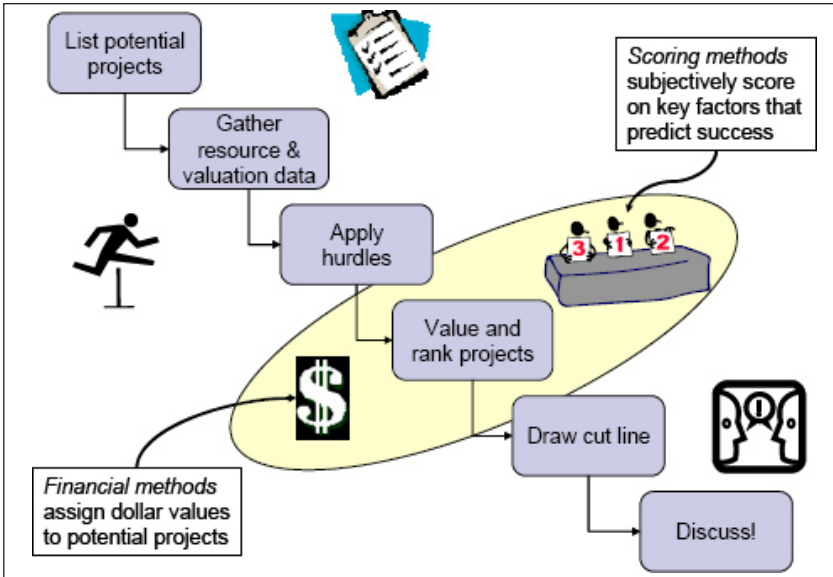 List potential
projects
Scoring methods
subjectively score
on key factors that
predict success
Gather
resource &
valuation data
Apply
hurdles
3 1 2
Value and
rank projects
$
Draw cut line
!
Financial methods
assign dollar values
to potential projects
Discuss!